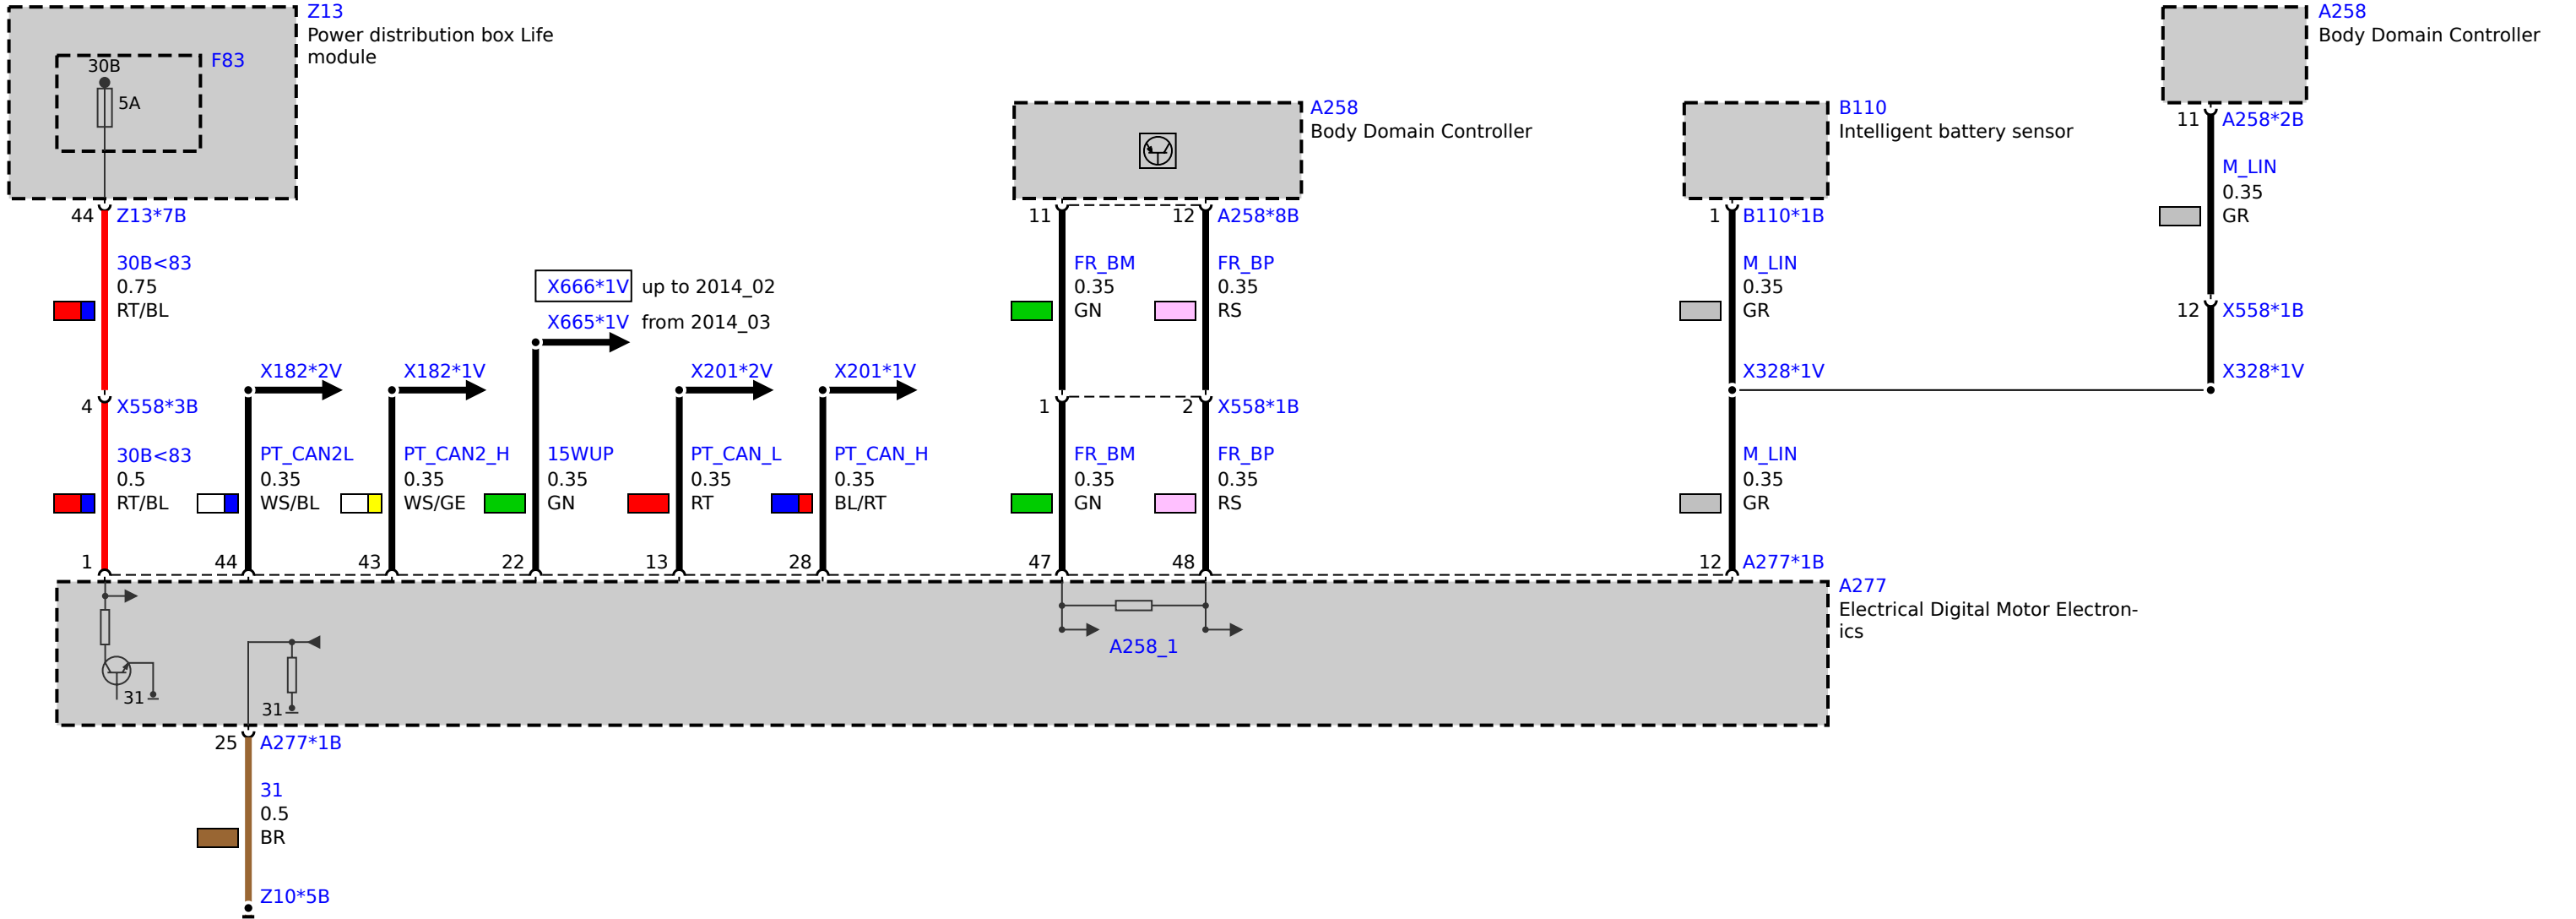 Z13
Power distribution box Life
module
F83
30B
5A
44 Z13*7B
30B<83
0.75
RT/BL
4 X558*3B
30B<83
0.5
RT/BL
1
X182*2V
PT_CAN2L
0.35
WS/BL
44
X182*1V
PT_CAN2_H
0.35
WS/GE
43
X666*1V up to 2014_02
X665*1V from 2014_03
15WUP
0.35
GN
22
X201*2V
PT_CAN_L
0.35
RT
13
X201*1V
PT_CAN_H
0.35
BL/RT
28
A258
Body Domain Controller
11
FR_BM
0.35
GN
1
FR_BM
0.35
GN
47
12 A258*8B
FR_BP
0.35
RS
2 X558*1B
FR_BP
0.35
RS
48
B110
Intelligent battery sensor
1 B110*1B
M_LIN
0.35
GR
X328*1V
M_LIN
0.35
GR
12 A277*1B
A258
Body Domain Controller
11 A258*2B
M_LIN
0.35
GR
12 X558*1B
X328*1V
A277
Electrical Digital Motor Electron-
ics
A258_1
31
31
25 A277*1B
31
0.5
BR
Z10*5B